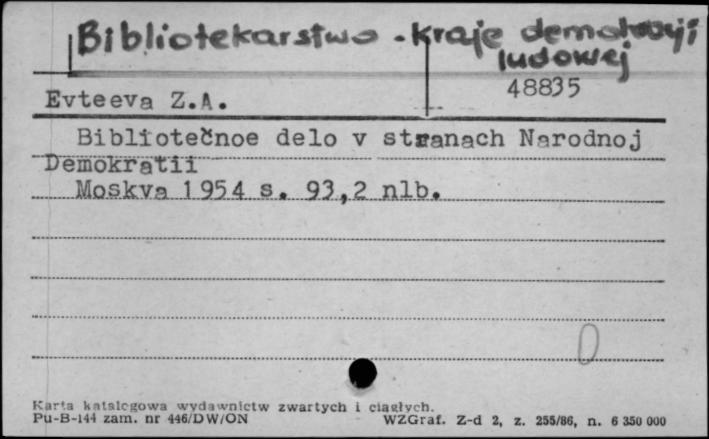 Bibliotekarstwo - kraje demokracji
ludowej
48835
Evteeva Z.A.
Bibliotečnoe delo v stranach Narodnoj
Demokratii
Moskva 1954 s. 93,2 nlb.
0
Karta katalogowa wydawnictw zwartych i ciągłych.
Pu-B-144 zam. nr 446/DW/ON WZGraf. Z-d 2, z. 255/86, n. 6 350 000